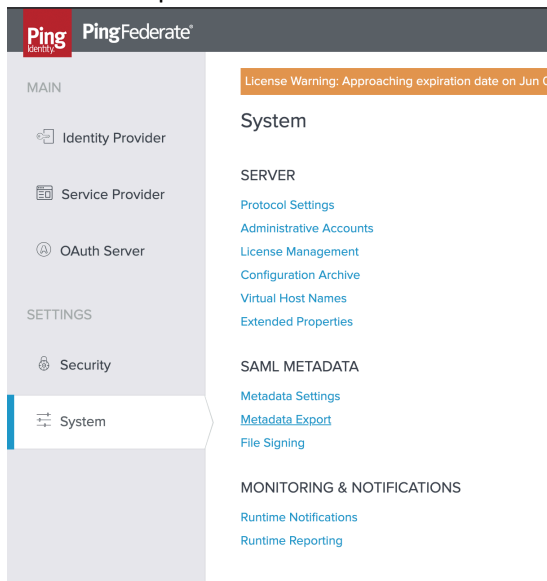 Ping
Identity.
PingFederate®
MAIN
Identity Provider
Service Provider
OAuth Server
SETTINGS
Security
System
License Warning: Approaching expiration date on Jun
System
SERVER
Protocol Settings
Administrative Accounts
License Management
Configuration Archive
Virtual Host Names
Extended Properties
SAML METADATA
Metadata Settings
Metadata Export
File Signing
MONITORING & NOTIFICATIONS
Runtime Notifications
Runtime Reporting